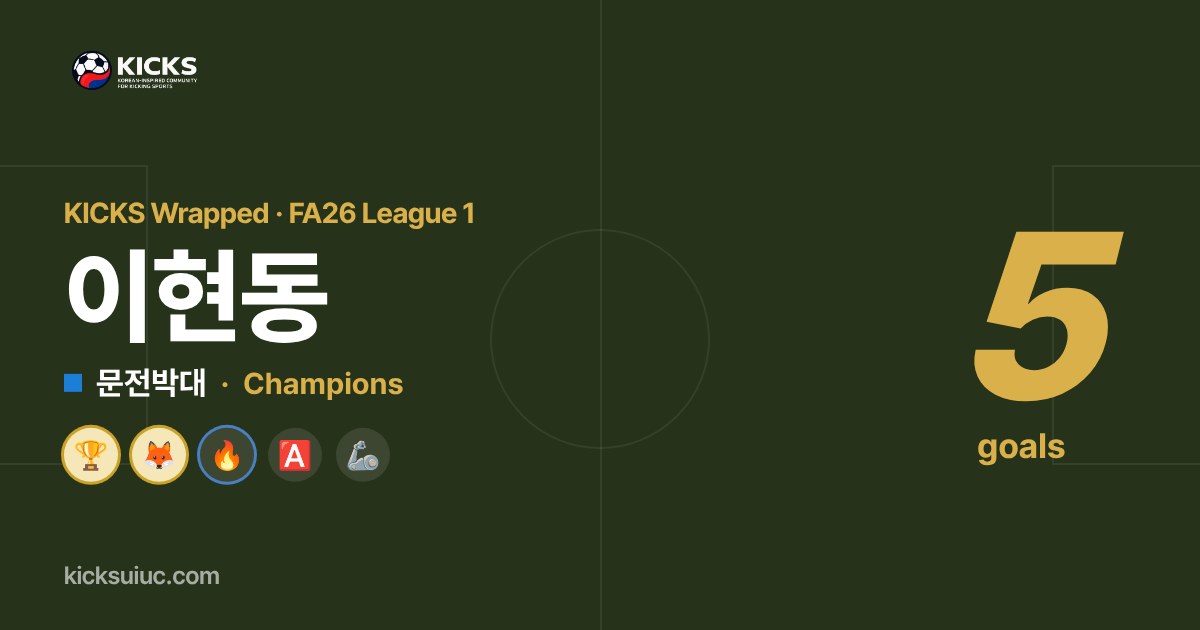 KICKS
KOREAN-INSPIRED COMMUNITY
FOR KICKING SPORTS
KICKS Wrapped · FA26 League 1
이현동
문전박대 · Champions
🏆 🦊 🔥 🅰️ 🦾
5
goals
kicksuiuc.com